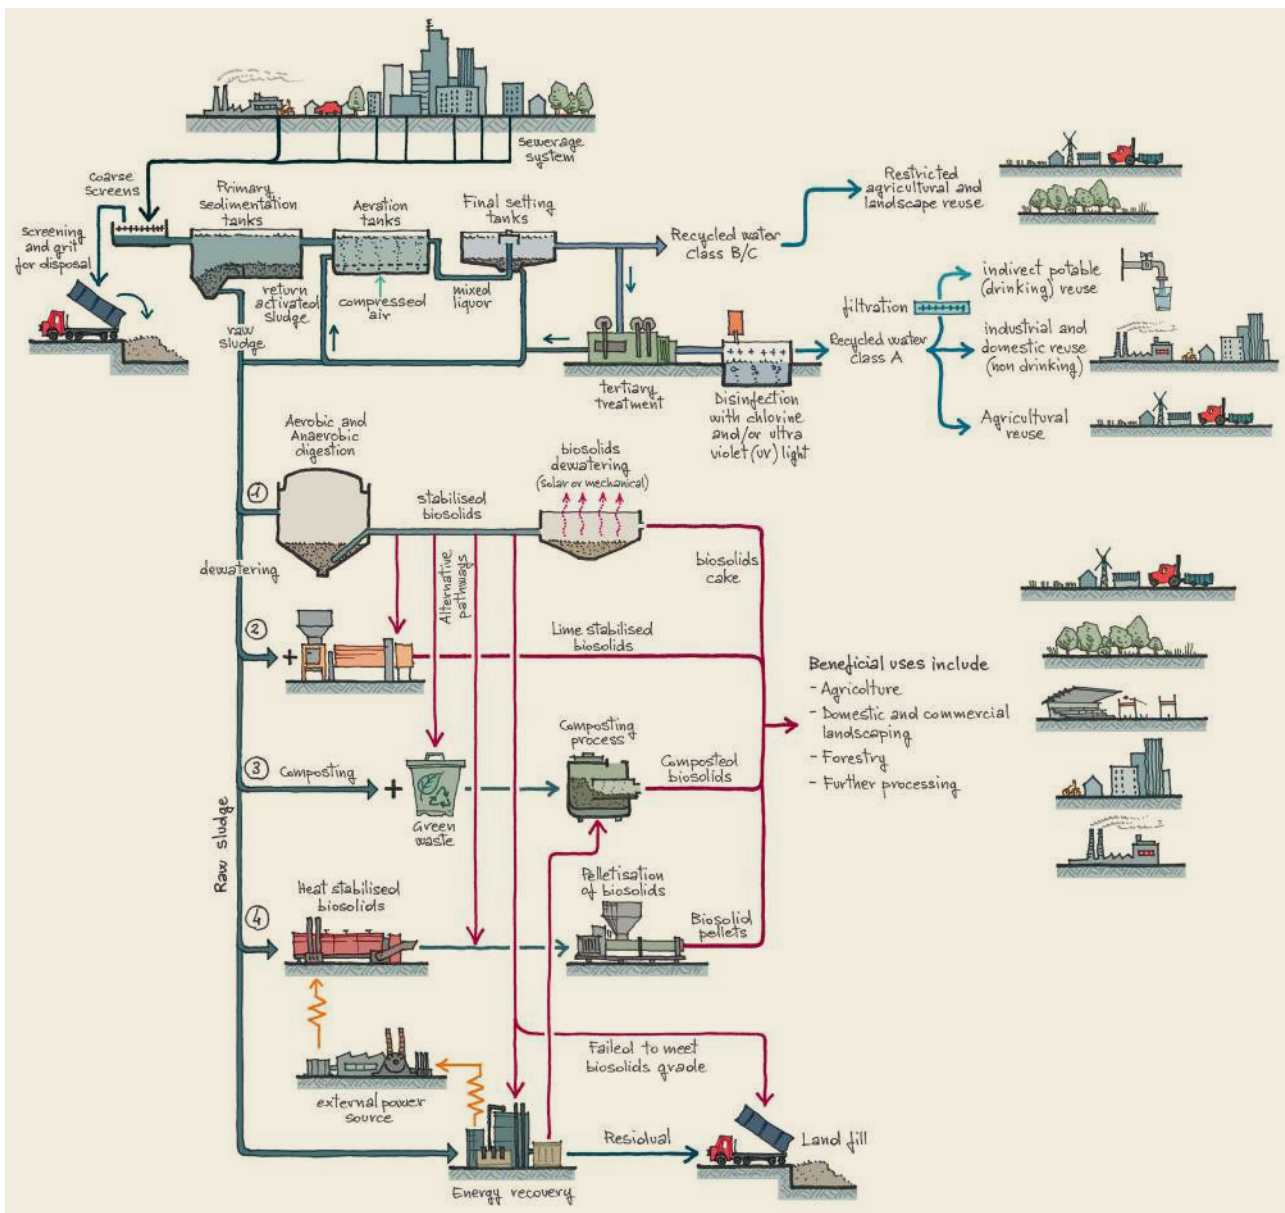 sewerage
system
coarse
screens
Primary
sedimentation
tanks
Aeration
tanks
Final setting
tanks
screening
and grit
for disposal
return
activated
sludge
compressed
air
mixed
liquor
raw
sludge
Recycled water
class B/C
Restricted
agricultural and
landscape reuse
filtration
indirect potable
(drinking) reuse
Recycled water
class A
industrial and
domestic reuse
(non drinking)
Agricultural
reuse
tertiary
treatment
Disinfection
with chlorine
and/or ultra
violet (uv) light
Aerobic and
Anaerobic
digestion
1
stabilised
biosolids
biosolids
dewatering
(solar or mechanical)
biosolids
cake
dewatering
Alternative
pathways
2
+
Lime stabilised
biosolids
Beneficial uses include
- Agricolture
- Domestic and commercial
landscaping
- Forestry
- Further processing
3
Composting
+
Green
waste
Composting
process
Composted
biosolids
Raw sludge
4
Heat stabilised
biosolids
Pelletisation
of biosolids
Biosolid
pellets
Failed to meet
biosolids grade
external power
source
Energy recovery
Residual
Land fill